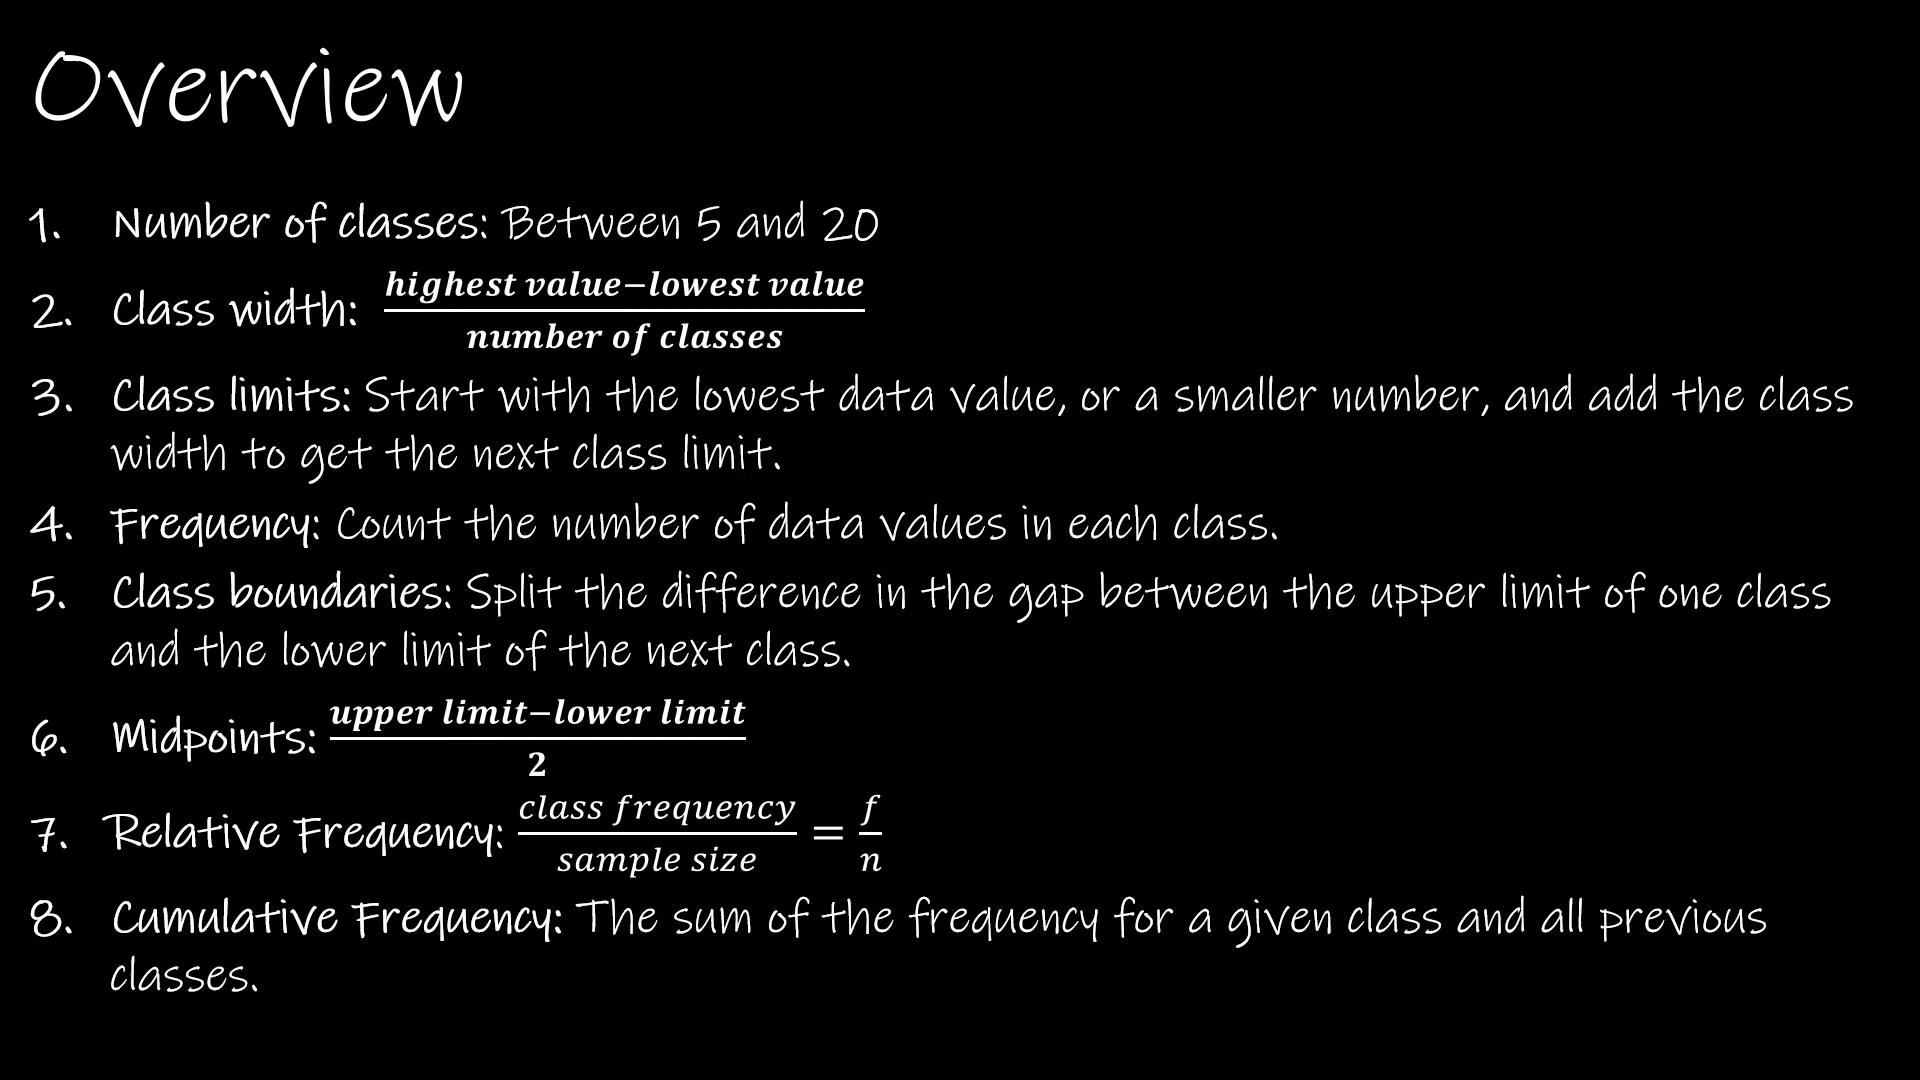 Overview
1. Number of classes: Between 5 and 20
2. Class width: highest value−lowest value
number of classes
3. Class limits: Start with the lowest data value, or a smaller number, and add the class
width to get the next class limit.
4. Frequency: Count the number of data values in each class.
5. Class boundaries: Split the difference in the gap between the upper limit of one class
and the lower limit of the next class.
6. Midpoints: upper limit−lower limit
2
7. Relative Frequency: class frequency = f
sample size n
8. Cumulative Frequency: The sum of the frequency for a given class and all previous
classes.